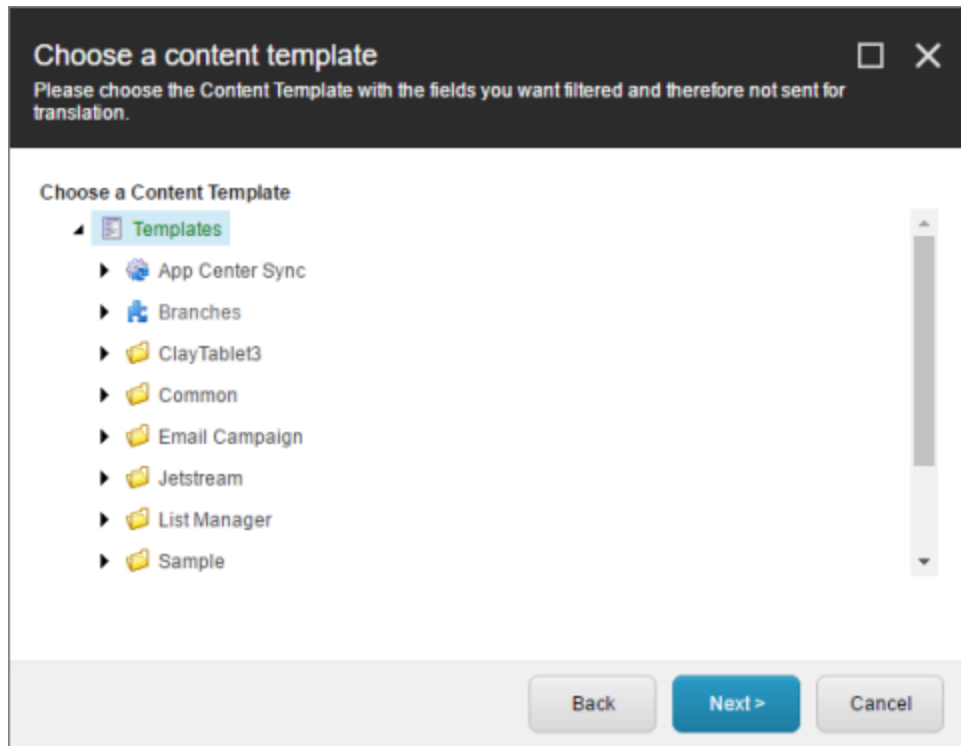 Choose a content template
Please choose the Content Template with the fields you want filtered and therefore not sent for
translation.
Choose a Content Template
Templates
App Center Sync
Branches
ClayTablet3
Common
Email Campaign
Jetstream
List Manager
Sample
Back
Next >
Cancel